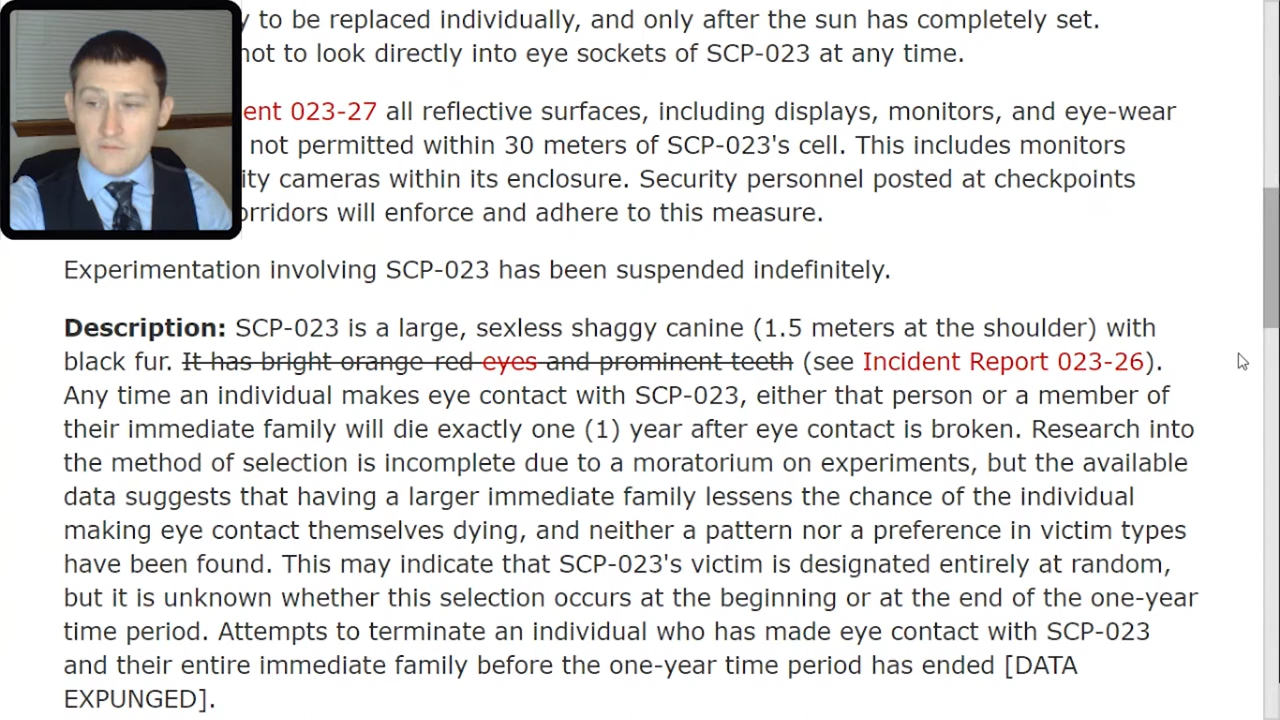 y to be replaced individually, and only after the sun has completely set.
not to look directly into eye sockets of SCP-023 at any time.
ent 023-27 all reflective surfaces, including displays, monitors, and eye-wear
not permitted within 30 meters of SCP-023's cell. This includes monitors
ity cameras within its enclosure. Security personnel posted at checkpoints
orridors will enforce and adhere to this measure.
Experimentation involving SCP-023 has been suspended indefinitely.
Description: SCP-023 is a large, sexless shaggy canine (1.5 meters at the shoulder) with
black fur. It has bright orange-red eyes and prominent teeth (see Incident Report 023-26).
Any time an individual makes eye contact with SCP-023, either that person or a member of
their immediate family will die exactly one (1) year after eye contact is broken. Research into
the method of selection is incomplete due to a moratorium on experiments, but the available
data suggests that having a larger immediate family lessens the chance of the individual
making eye contact themselves dying, and neither a pattern nor a preference in victim types
have been found. This may indicate that SCP-023's victim is designated entirely at random,
but it is unknown whether this selection occurs at the beginning or at the end of the one-year
time period. Attempts to terminate an individual who has made eye contact with SCP-023
and their entire immediate family before the one-year time period has ended [DATA
EXPUNGED].